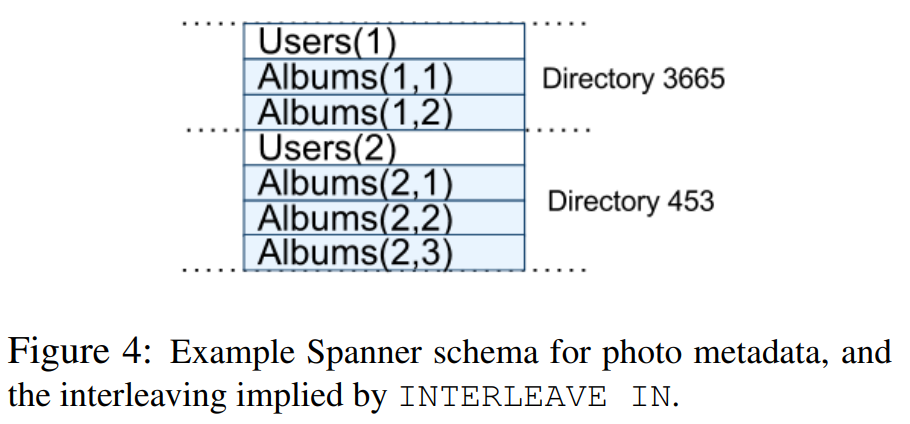 Users(1)
Albums(1,1)
Directory 3665
Albums(1,2)
Users(2)
Albums(2,1)
Directory 453
Albums(2,2)
Albums(2,3)
Figure 4: Example Spanner schema for photo metadata, and
the interleaving implied by INTERLEAVE IN.